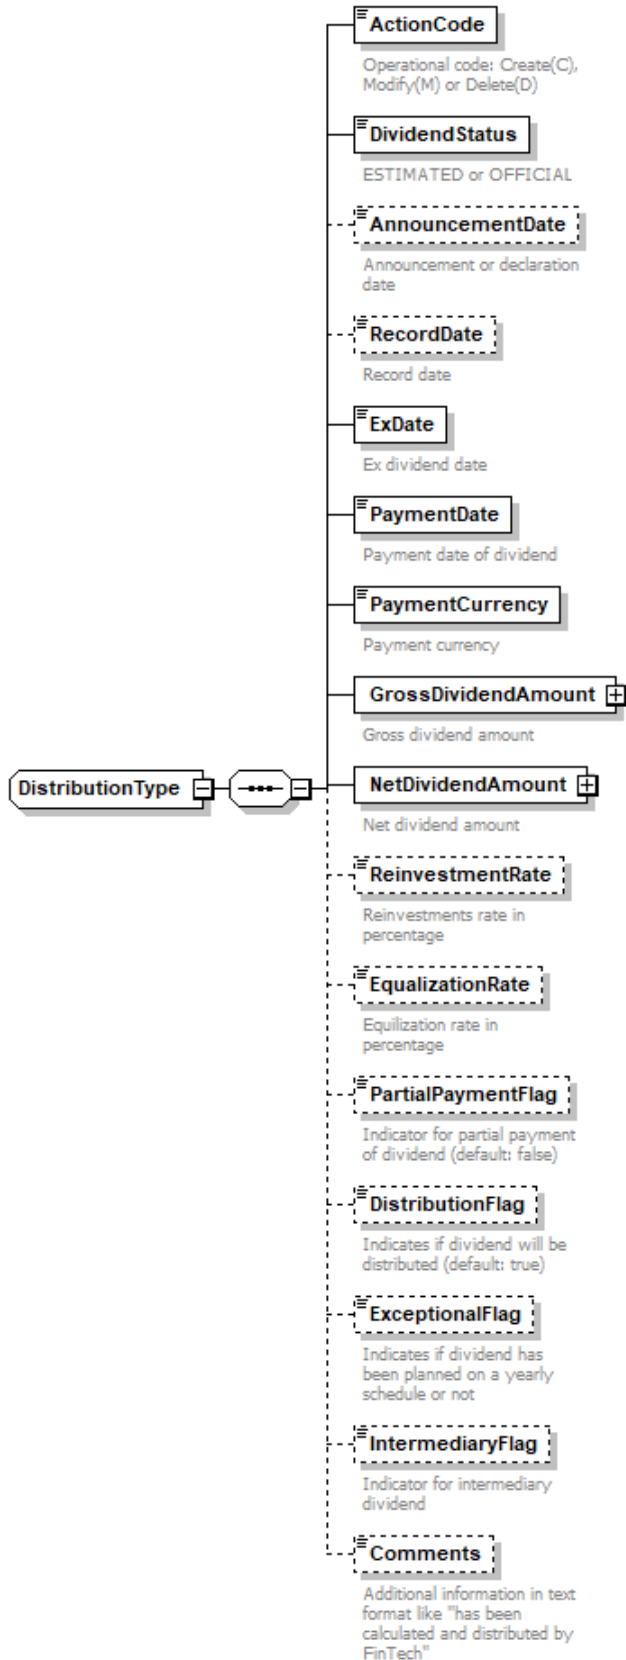 ActionCode
Operational code: Create(C),
Modify(M) or Delete(D)
DividendStatus
ESTIMATED or OFFICIAL
AnnouncementDate
Announcement or declaration
date
RecordDate
Record date
ExDate
Ex dividend date
PaymentDate
Payment date of dividend
PaymentCurrency
Payment currency
GrossDividendAmount
Gross dividend amount
DistributionType
NetDividendAmount
Net dividend amount
ReinvestmentRate
Reinvestments rate in
percentage
EqualizationRate
Equilization rate in
percentage
PartialPaymentFlag
Indicator for partial payment
of dividend (default: false)
DistributionFlag
Indicates if dividend will be
distributed (default: true)
ExceptionalFlag
Indicates if dividend has
been planned on a yearly
schedule or not
IntermediaryFlag
Indicator for intermediary
dividend
Comments
Additional information in text
format like "has been
calculated and distributed by
FinTech"